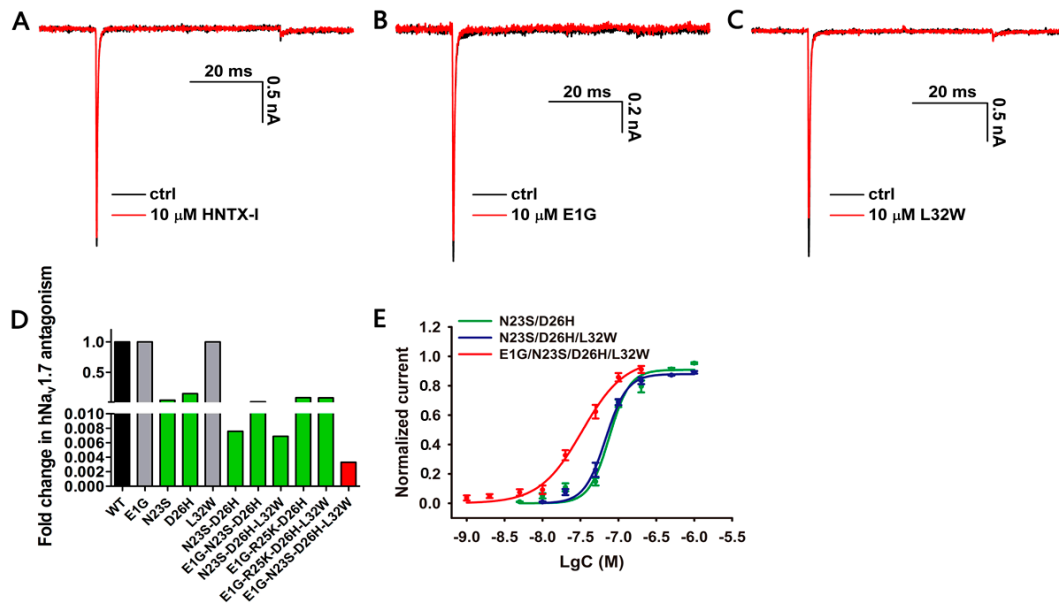 A
20 ms
0.5 nA
ctrl
10 μM HNTX-I
B
20 ms
0.2 nA
ctrl
10 μM E1G
C
20 ms
0.5 nA
ctrl
10 μM L32W
D
Fold change in hNaV1.7 antagonism
1.0
0.5
0.010
0.008
0.006
0.004
0.002
0.000
WT
E1G
N23S
D26H
L32W
N23S-D26H
E1G-N23S-D26H
N23S-D26H-L32W
E1G-R25K-D26H
E1G-R25K-D26H-L32W
E1G-N23S-D26H-L32W
E
N23S/D26H
N23S/D26H/L32W
E1G/N23S/D26H/L32W
Normalized current
1.2
1.0
0.8
0.6
0.4
0.2
0.0
-9.0 -8.5 -8.0 -7.5 -7.0 -6.5 -6.0 -5.5
LgC (M)